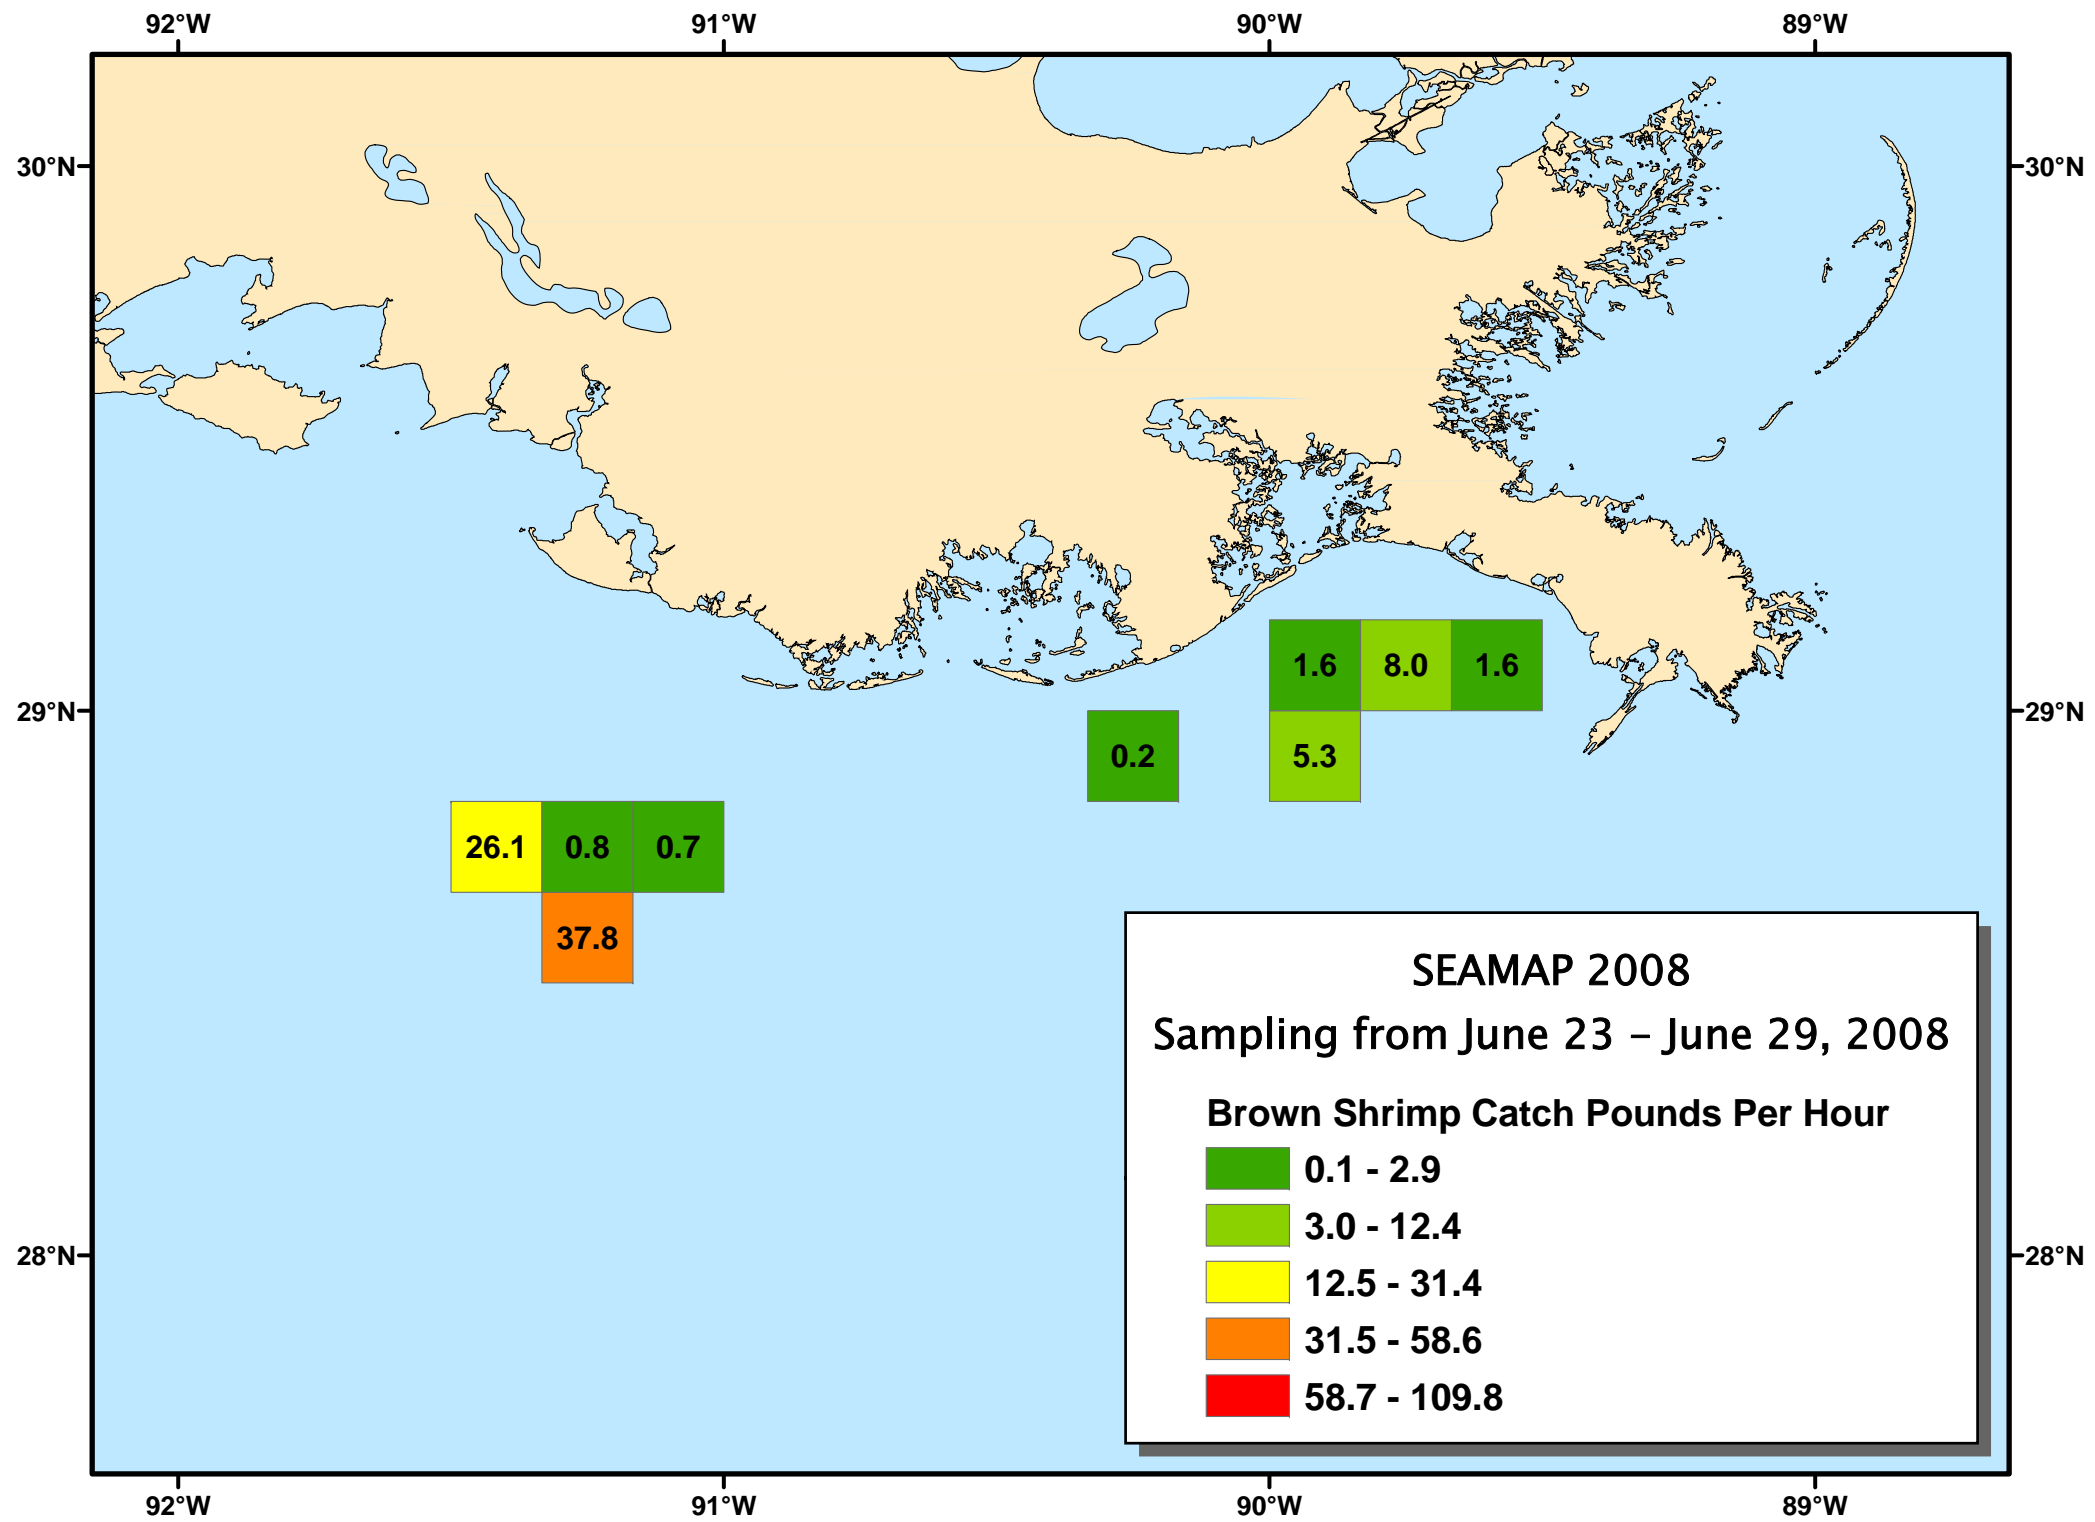 92°W 91°W 90°W 89°W
30°N 30°N
29°N 29°N
1.6 8.0 1.6
0.2 5.3
26.1 0.8 0.7
37.8
SEAMAP 2008
Sampling from June 23 - June 29, 2008
Brown Shrimp Catch Pounds Per Hour
0.1 - 2.9
3.0 - 12.4
28°N 28°N
12.5 - 31.4
31.5 - 58.6
58.7 - 109.8
92°W 91°W 90°W 89°W